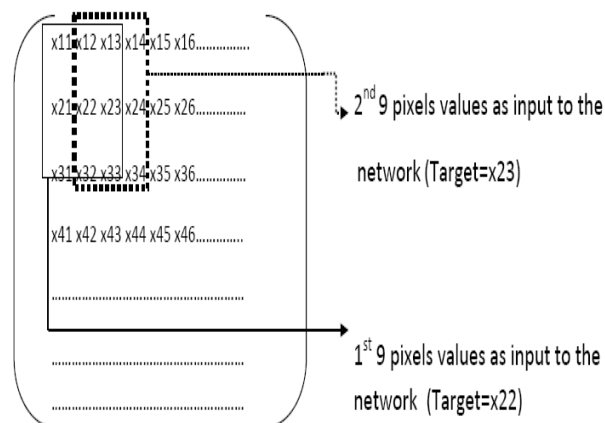 x11 x12 x13 x14 x15 x16...............
x21 x22 x23 x24 x25 x26..............
x31 x32 x33 x34 x35 x36..............
x41 x42 x43 x44 x45 x46.............
................................................
................................................
................................................
2nd 9 pixels values as input to the
network (Target=x23)
1st 9 pixels values as input to the
network (Target=x22)